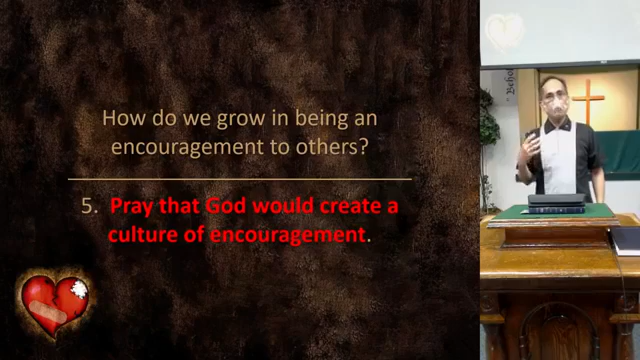 How do we grow in being an
encouragement to others?
5. Pray that God would create a
culture of encouragement.
Behol